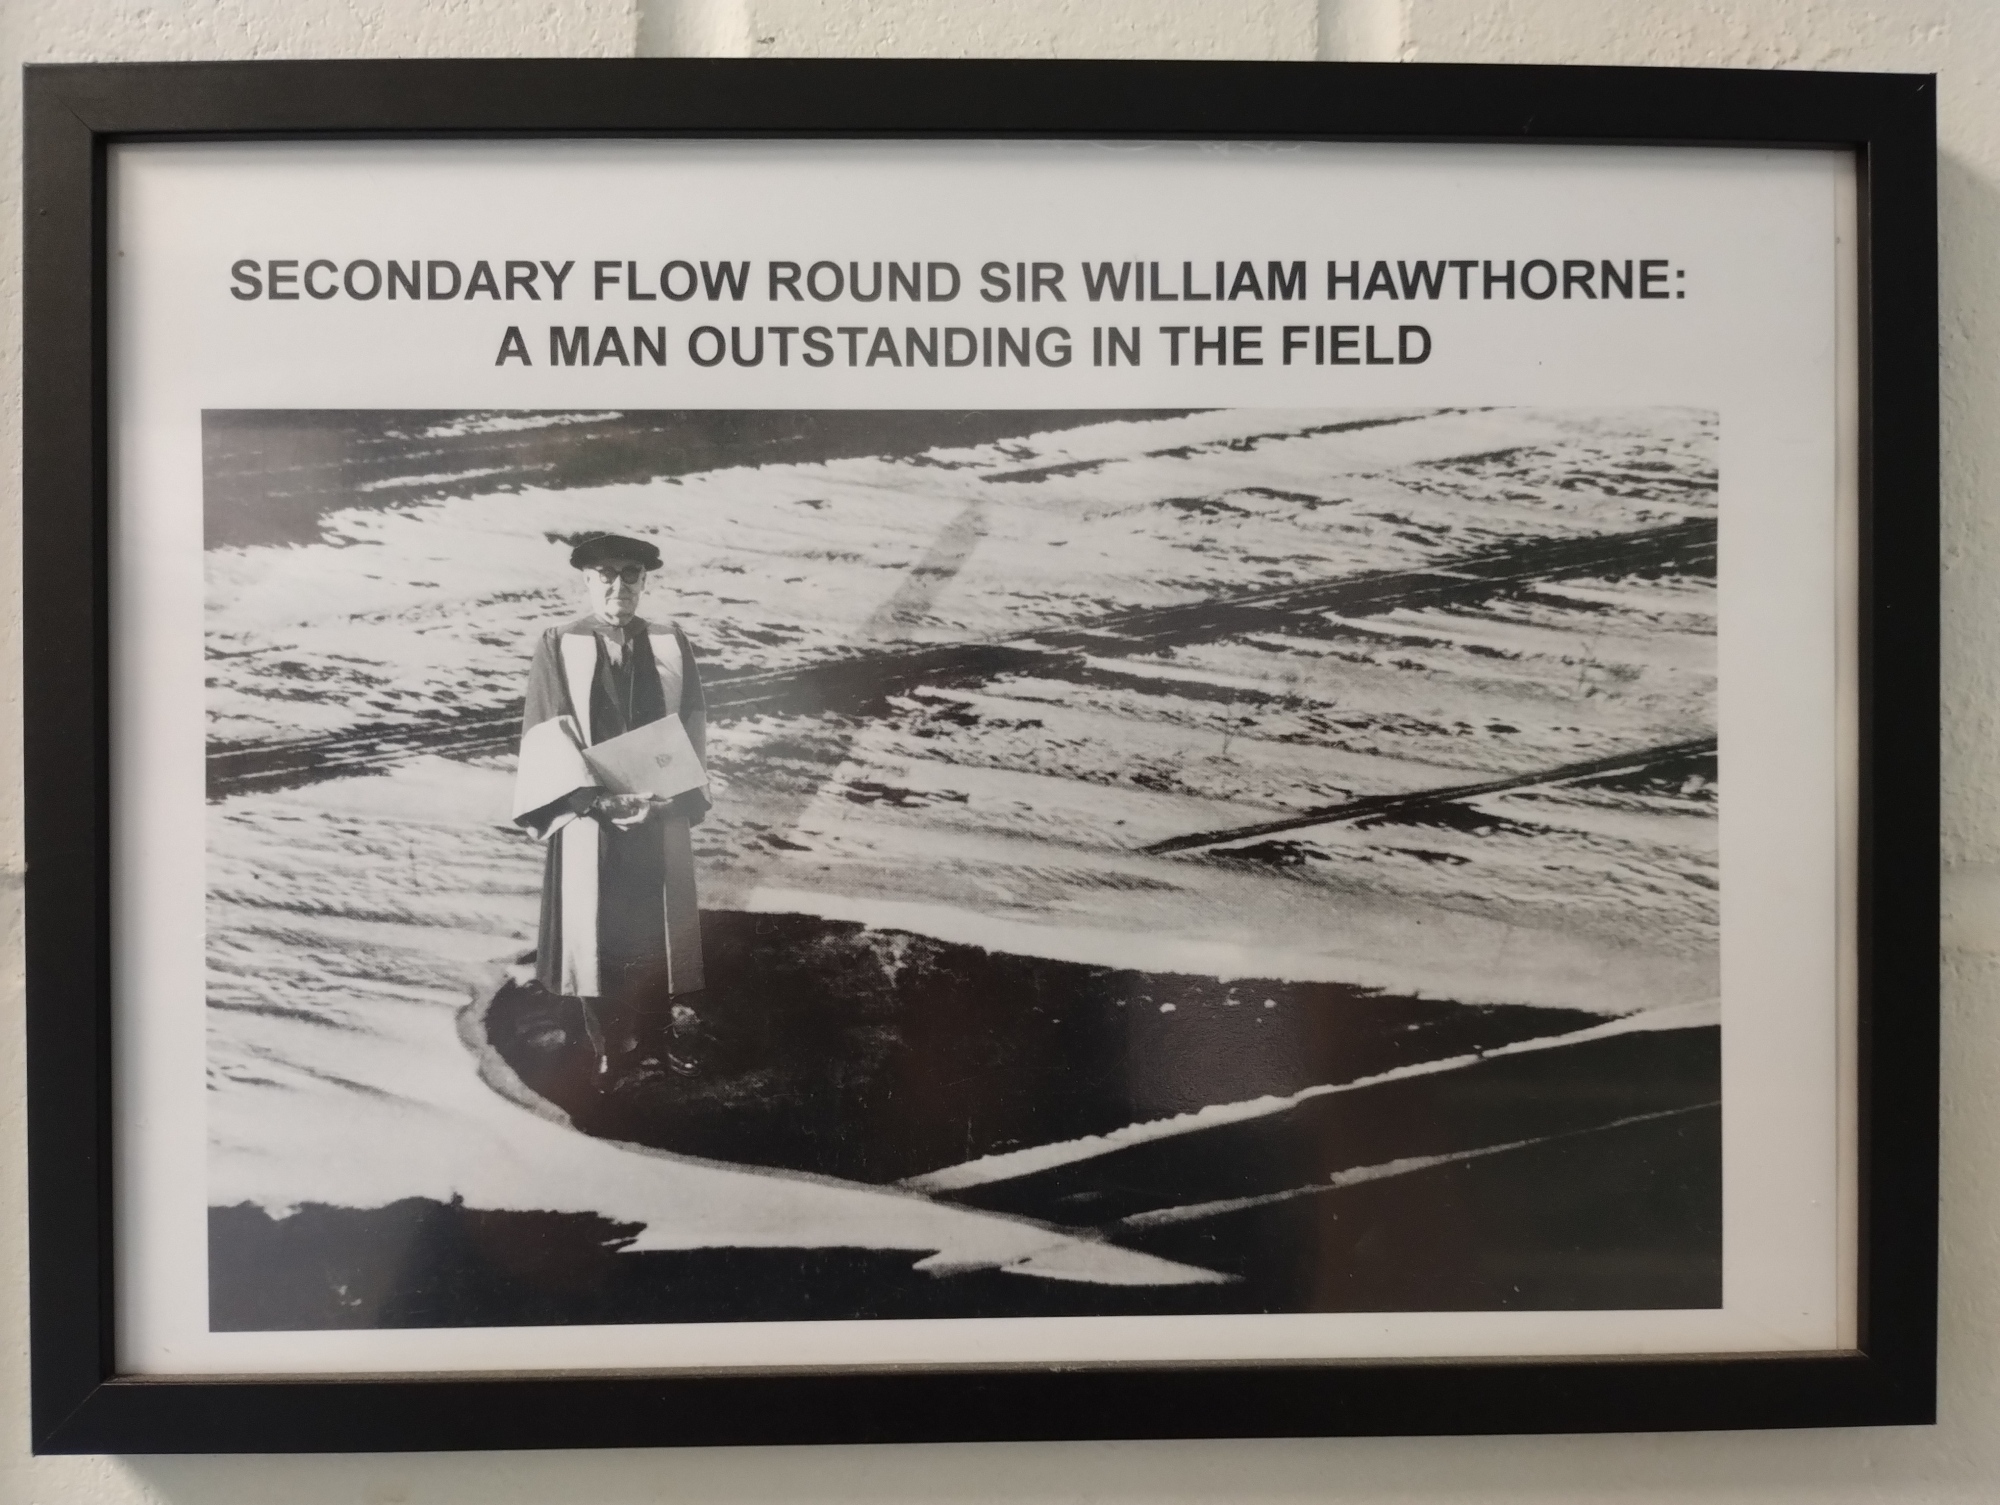 SECONDARY FLOW ROUND SIR WILLIAM HAWTHORNE:
A MAN OUTSTANDING IN THE FIELD